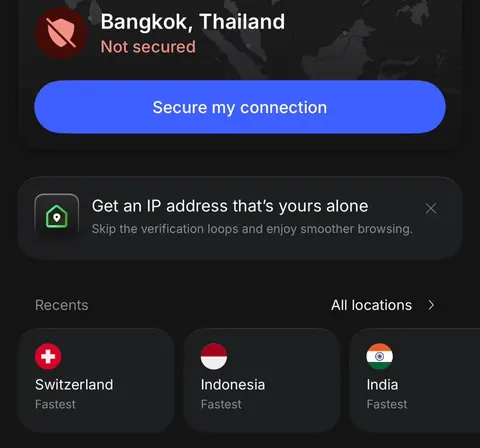 Bangkok, Thailand
Not secured
Secure my connection
Get an IP address that's yours alone
Skip the verification loops and enjoy smoother browsing.
Recents
All locations
Switzerland
Fastest
Indonesia
Fastest
India
Fastest